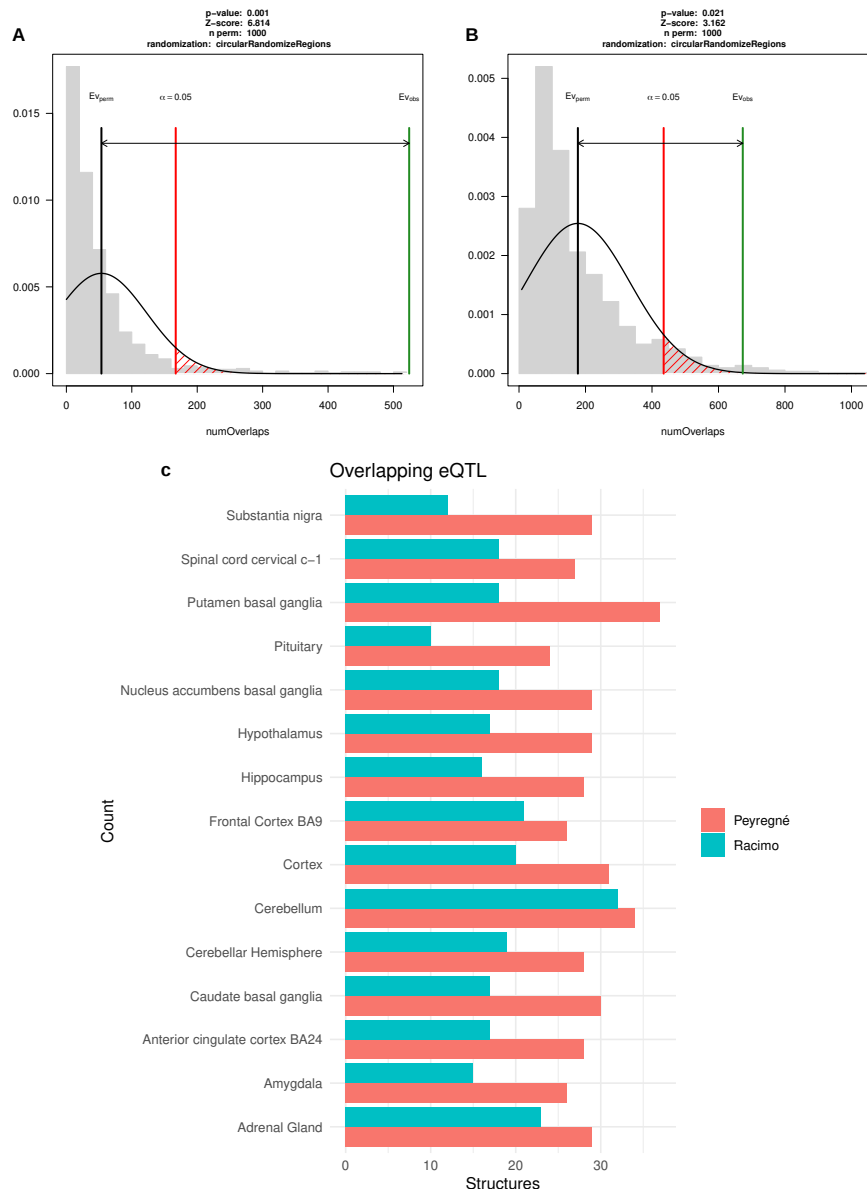 A
p-value: 0.001
Z-score: 6.814
n perm: 1000
randomization: circularRandomizeRegions
Evperm
α = 0.05
Evobs
0.015
0.010
0.005
0.000
0
100
200
300
400
500
numOverlaps
B
p-value: 0.021
Z-score: 3.162
n perm: 1000
randomization: circularRandomizeRegions
Evperm
α = 0.05
Evobs
0.005
0.004
0.003
0.002
0.001
0.000
0
200
400
600
800
1000
numOverlaps
c
Overlapping eQTL
Substantia nigra
Spinal cord cervical c−1
Putamen basal ganglia
Pituitary
Nucleus accumbens basal ganglia
Hypothalamus
Hippocampus
Frontal Cortex BA9
Cortex
Cerebellum
Cerebellar Hemisphere
Caudate basal ganglia
Anterior cingulate cortex BA24
Amygdala
Adrenal Gland
Count
0
10
20
30
Structures
Peyregné
Racimo